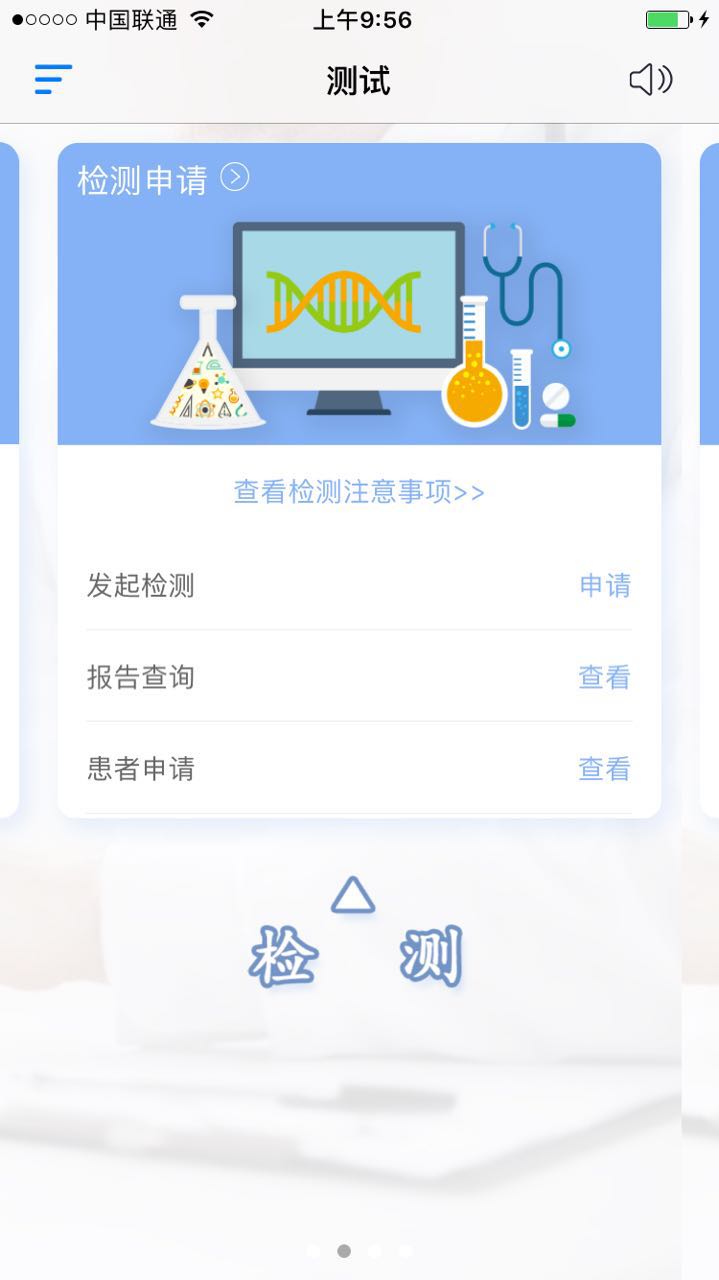 中国联通 上午9:56
测试
检测申请
查看检测注意事项>>
发起检测 申请
报告查询 查看
患者申请 查看
检 测